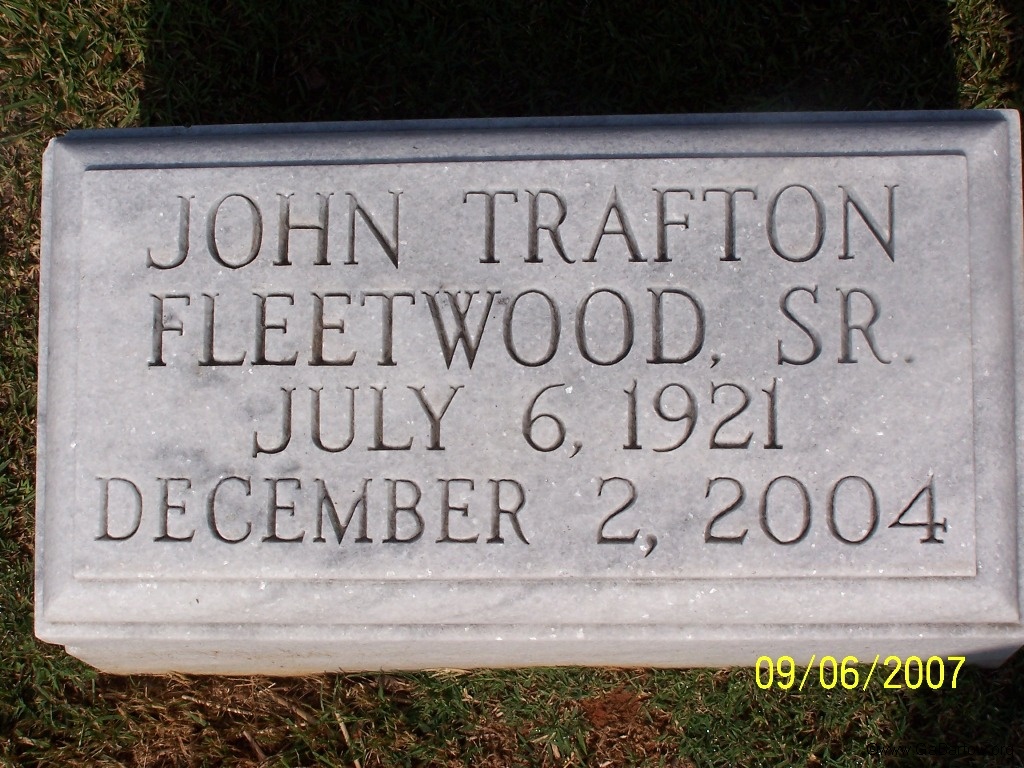 JOHN TRAFTON
FLEETWOOD, SR.
JULY 6, 1921
DECEMBER 2, 2004
09/06/2007